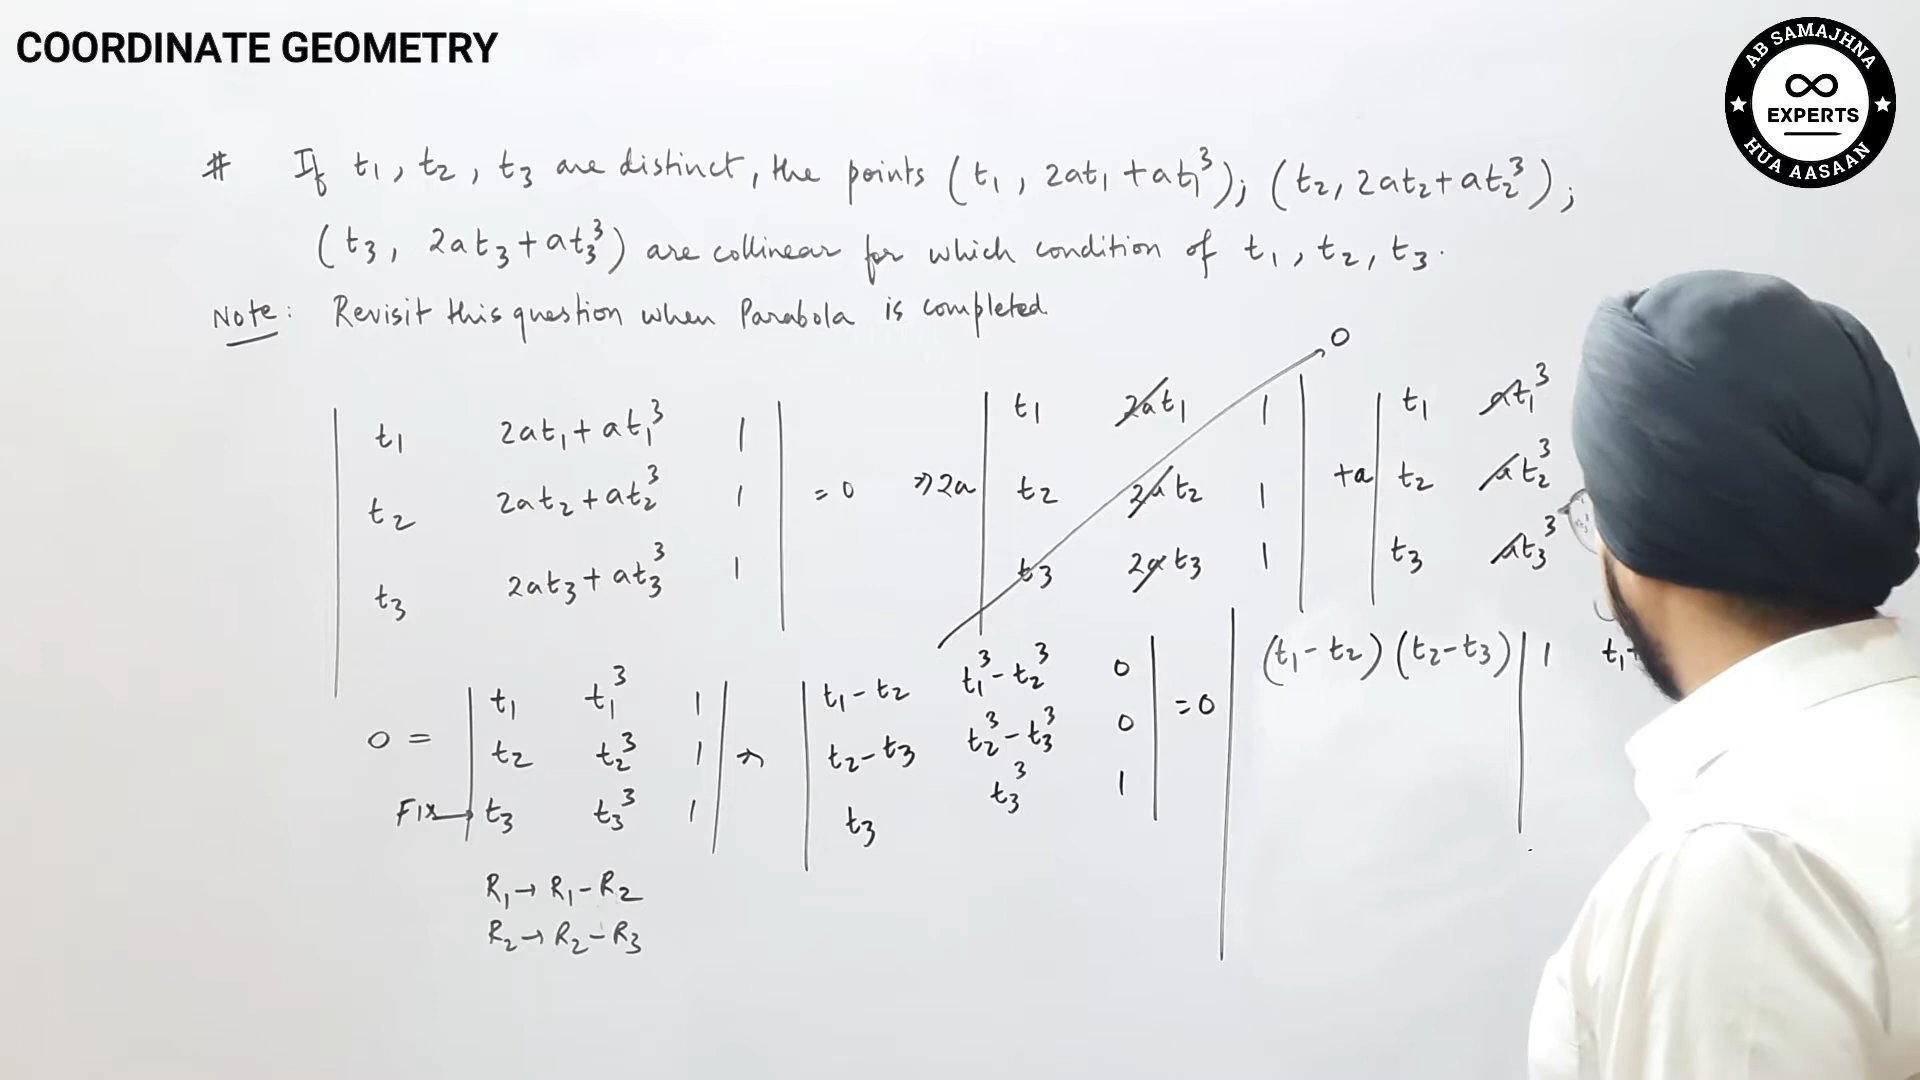 COORDINATE GEOMETRY
AB SAMAJHNA
∞
EXPERTS
HUA AASAAN
# If t₁, t₂, t₃ are distinct, the points (t₁, 2at₁ + at₁³); (t₂, 2at₂ + at₂³);
(t₃, 2at₃ + at₃³) are collinear for which condition of t₁, t₂, t₃.
Note: Revisit this question when Parabola is completed
| t₁ 2at₁ + at₁³ 1 |
| t₂ 2at₂ + at₂³ 1 | = 0
| t₃ 2at₃ + at₃³ 1 |
0
| t₁ 2at₁ 1 |
⇒ 2a | t₂ 2at₂ 1 |
| t₃ 2at₃ 1 |
| t₁ at₁³
+a | t₂ at₂³
| t₃ at₃³
| t₁ t₁³ 1 |
0 = | t₂ t₂³ 1 | ⇒
Fix → t₃ t₃³ 1 |
R₁ → R₁ - R₂
R₂ → R₂ - R₃
| t₁ - t₂ t₁³ - t₂³ 0 |
| t₂ - t₃ t₂³ - t₃³ 0 | = 0
| t₃ t₃³ 1 |
(t₁ - t₂) (t₂ - t₃) | 1 t₁+